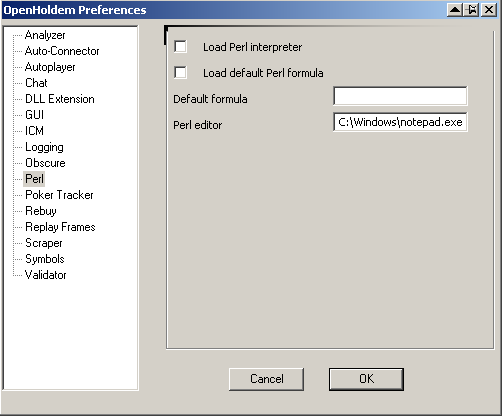 OpenHoldem Preferences
Analyzer
Auto-Connector
Autoplayer
Chat
DLL Extension
GUI
ICM
Logging
Obscure
Perl
Poker Tracker
Rebuy
Replay Frames
Scraper
Symbols
Validator
Load Perl interpreter
Load default Perl formula
Default formula
Perl editor
C:\Windows\notepad.exe
Cancel
OK